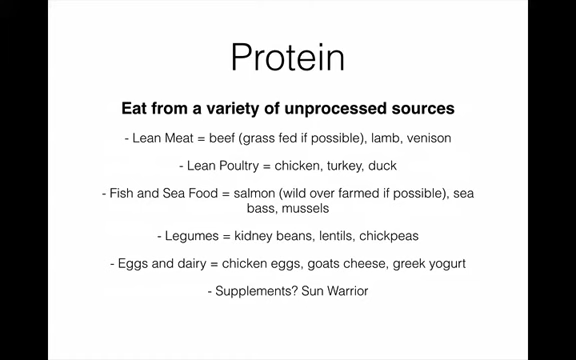 Protein
Eat from a variety of unprocessed sources
- Lean Meat = beef (grass fed if possible), lamb, venison
- Lean Poultry = chicken, turkey, duck
- Fish and Sea Food = salmon (wild over farmed if possible), sea
bass, mussels
- Legumes = kidney beans, lentils, chickpeas
- Eggs and dairy = chicken eggs, goats cheese, greek yogurt
- Supplements? Sun Warrior